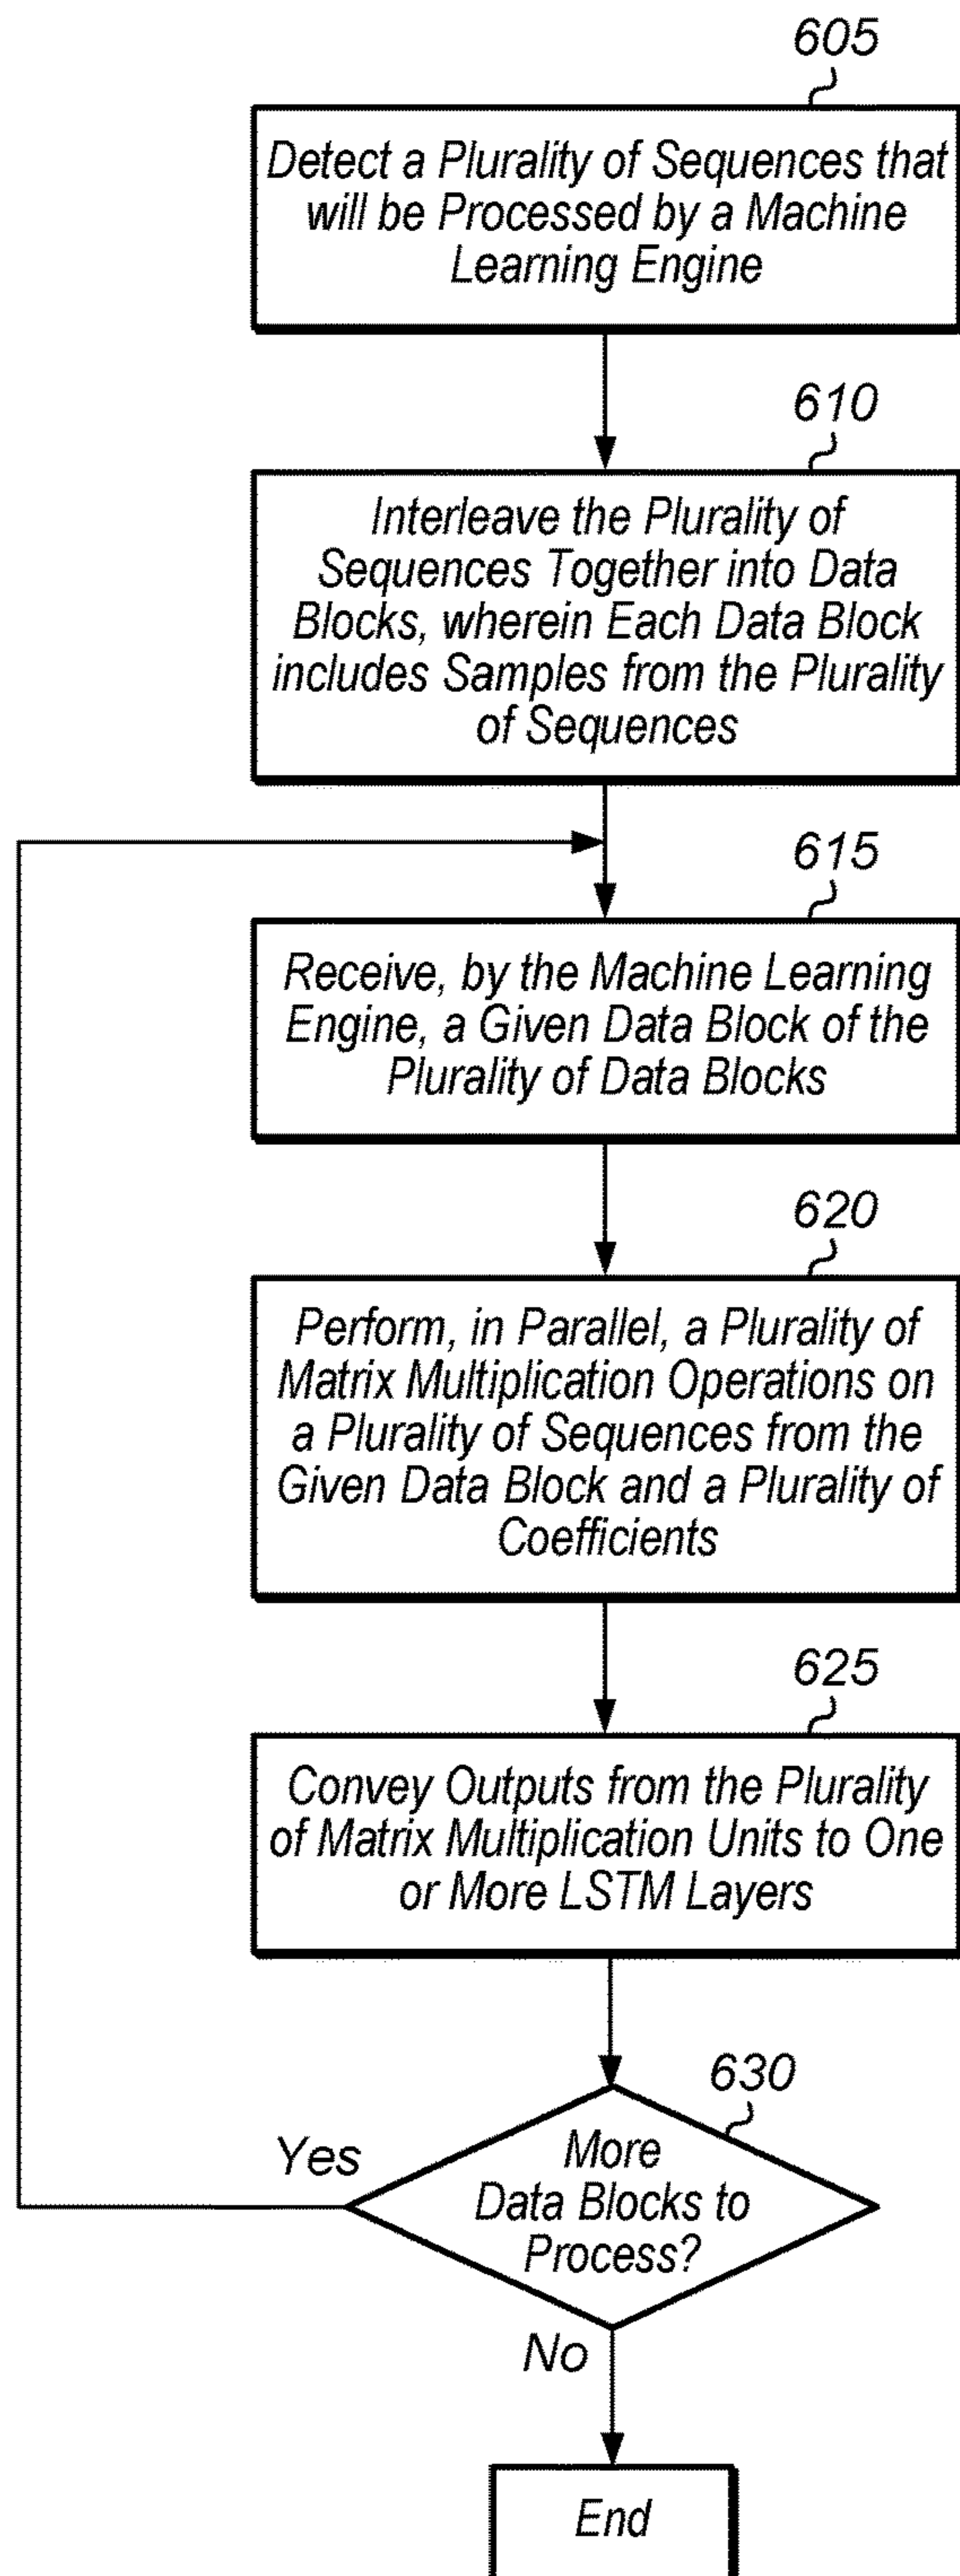 605
Detect a Plurality of Sequences that
will be Processed by a Machine
Learning Engine
610
Interleave the Plurality of
Sequences Together into Data
Blocks, wherein Each Data Block
includes Samples from the Plurality
of Sequences
615
Receive, by the Machine Learning
Engine, a Given Data Block of the
Plurality of Data Blocks
620
Perform, in Parallel, a Plurality of
Matrix Multiplication Operations on
a Plurality of Sequences from the
Given Data Block and a Plurality of
Coefficients
625
Convey Outputs from the Plurality
of Matrix Multiplication Units to One
or More LSTM Layers
630
Yes
More
Data Blocks to
Process?
No
End